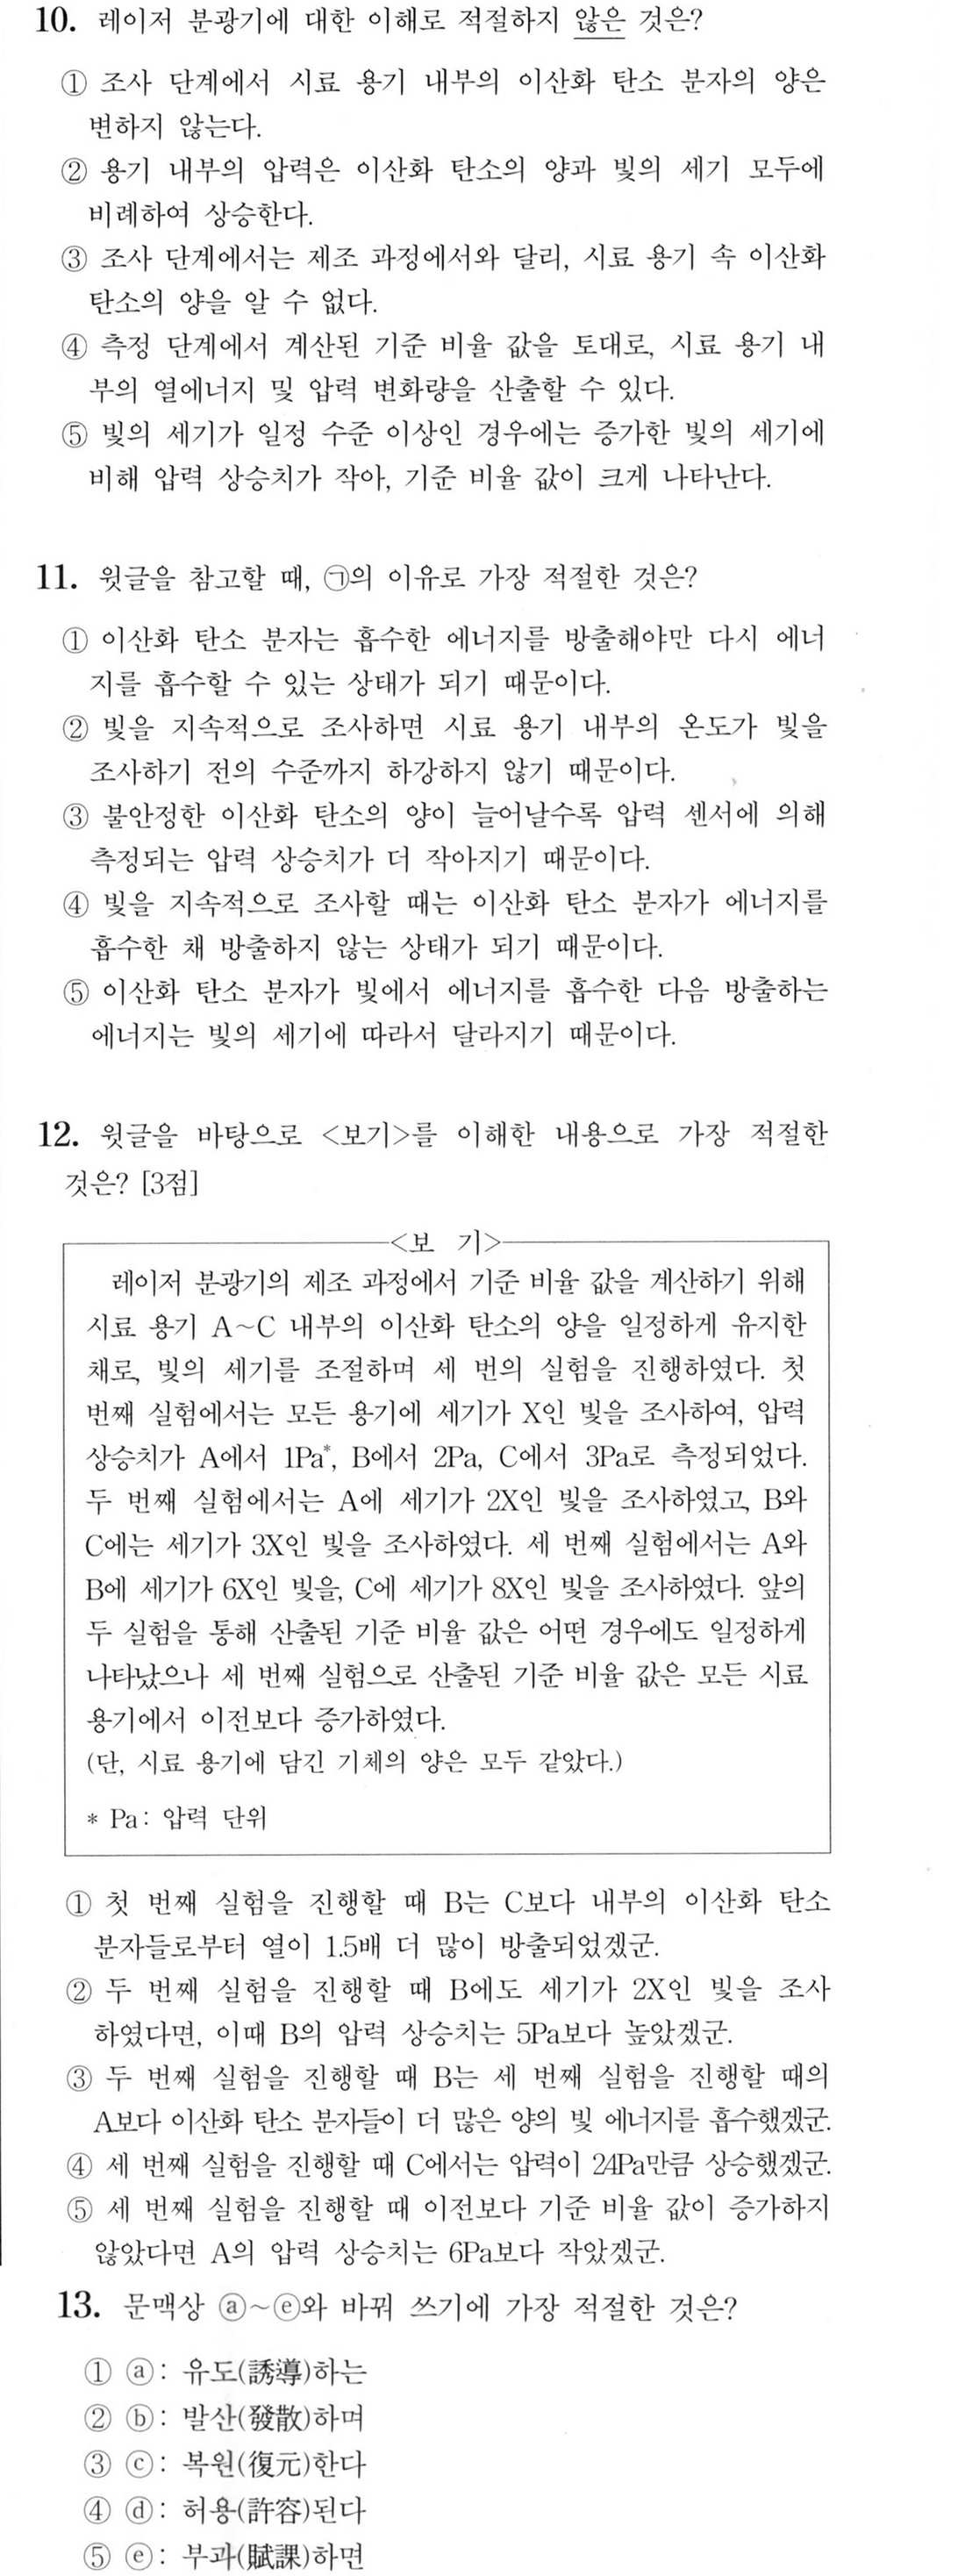 10. 레이저 분광기에 대한 이해로 적절하지 않은 것은?
① 조사 단계에서 시료 용기 내부의 이산화 탄소 분자의 양은
변하지 않는다.
② 용기 내부의 압력은 이산화 탄소의 양과 빛의 세기 모두에
비례하여 상승한다.
③ 조사 단계에서는 제조 과정에서와 달리, 시료 용기 속 이산화
탄소의 양을 알 수 없다.
④ 측정 단계에서 계산된 기준 비율 값을 토대로, 시료 용기 내
부의 열에너지 및 압력 변화량을 산출할 수 있다.
⑤ 빛의 세기가 일정 수준 이상인 경우에는 증가한 빛의 세기에
비해 압력 상승치가 작아, 기준 비율 값이 크게 나타난다.
11. 윗글을 참고할 때, ㉠의 이유로 가장 적절한 것은?
① 이산화 탄소 분자는 흡수한 에너지를 방출해야만 다시 에너
지를 흡수할 수 있는 상태가 되기 때문이다.
② 빛을 지속적으로 조사하면 시료 용기 내부의 온도가 빛을
조사하기 전의 수준까지 하강하지 않기 때문이다.
③ 불안정한 이산화 탄소의 양이 늘어날수록 압력 센서에 의해
측정되는 압력 상승치가 더 작아지기 때문이다.
④ 빛을 지속적으로 조사할 때는 이산화 탄소 분자가 에너지를
흡수한 채 방출하지 않는 상태가 되기 때문이다.
⑤ 이산화 탄소 분자가 빛에서 에너지를 흡수한 다음 방출하는
에너지는 빛의 세기에 따라서 달라지기 때문이다.
12. 윗글을 바탕으로 <보기>를 이해한 내용으로 가장 적절한
것은? [3점]
<보 기>
레이저 분광기의 제조 과정에서 기준 비율 값을 계산하기 위해
시료 용기 A~C 내부의 이산화 탄소의 양을 일정하게 유지한
채로, 빛의 세기를 조절하며 세 번의 실험을 진행하였다. 첫
번째 실험에서는 모든 용기에 세기가 X인 빛을 조사하여, 압력
상승치가 A에서 1Pa*, B에서 2Pa, C에서 3Pa로 측정되었다.
두 번째 실험에서는 A에 세기가 2X인 빛을 조사하였고, B와
C에는 세기가 3X인 빛을 조사하였다. 세 번째 실험에서는 A와
B에 세기가 6X인 빛을, C에 세기가 8X인 빛을 조사하였다. 앞의
두 실험을 통해 산출된 기준 비율 값은 어떤 경우에도 일정하게
나타났으나 세 번째 실험으로 산출된 기준 비율 값은 모든 시료
용기에서 이전보다 증가하였다.
(단, 시료 용기에 담긴 기체의 양은 모두 같았다.)
* Pa: 압력 단위
① 첫 번째 실험을 진행할 때 B는 C보다 내부의 이산화 탄소
분자들로부터 열이 1.5배 더 많이 방출되었겠군.
② 두 번째 실험을 진행할 때 B에도 세기가 2X인 빛을 조사
하였다면, 이때 B의 압력 상승치는 5Pa보다 높았겠군.
③ 두 번째 실험을 진행할 때 B는 세 번째 실험을 진행할 때의
A보다 이산화 탄소 분자들이 더 많은 양의 빛 에너지를 흡수했겠군.
④ 세 번째 실험을 진행할 때 C에서는 압력이 24Pa만큼 상승했겠군.
⑤ 세 번째 실험을 진행할 때 이전보다 기준 비율 값이 증가하지
않았다면 A의 압력 상승치는 6Pa보다 작았겠군.
13. 문맥상 ⓐ~ⓔ와 바꿔 쓰기에 가장 적절한 것은?
① ⓐ: 유도(誘導)하는
② ⓑ: 발산(發散)하며
③ ⓒ: 복원(復元)한다
④ ⓓ: 허용(許容)된다
⑤ ⓔ: 부과(賦課)하면